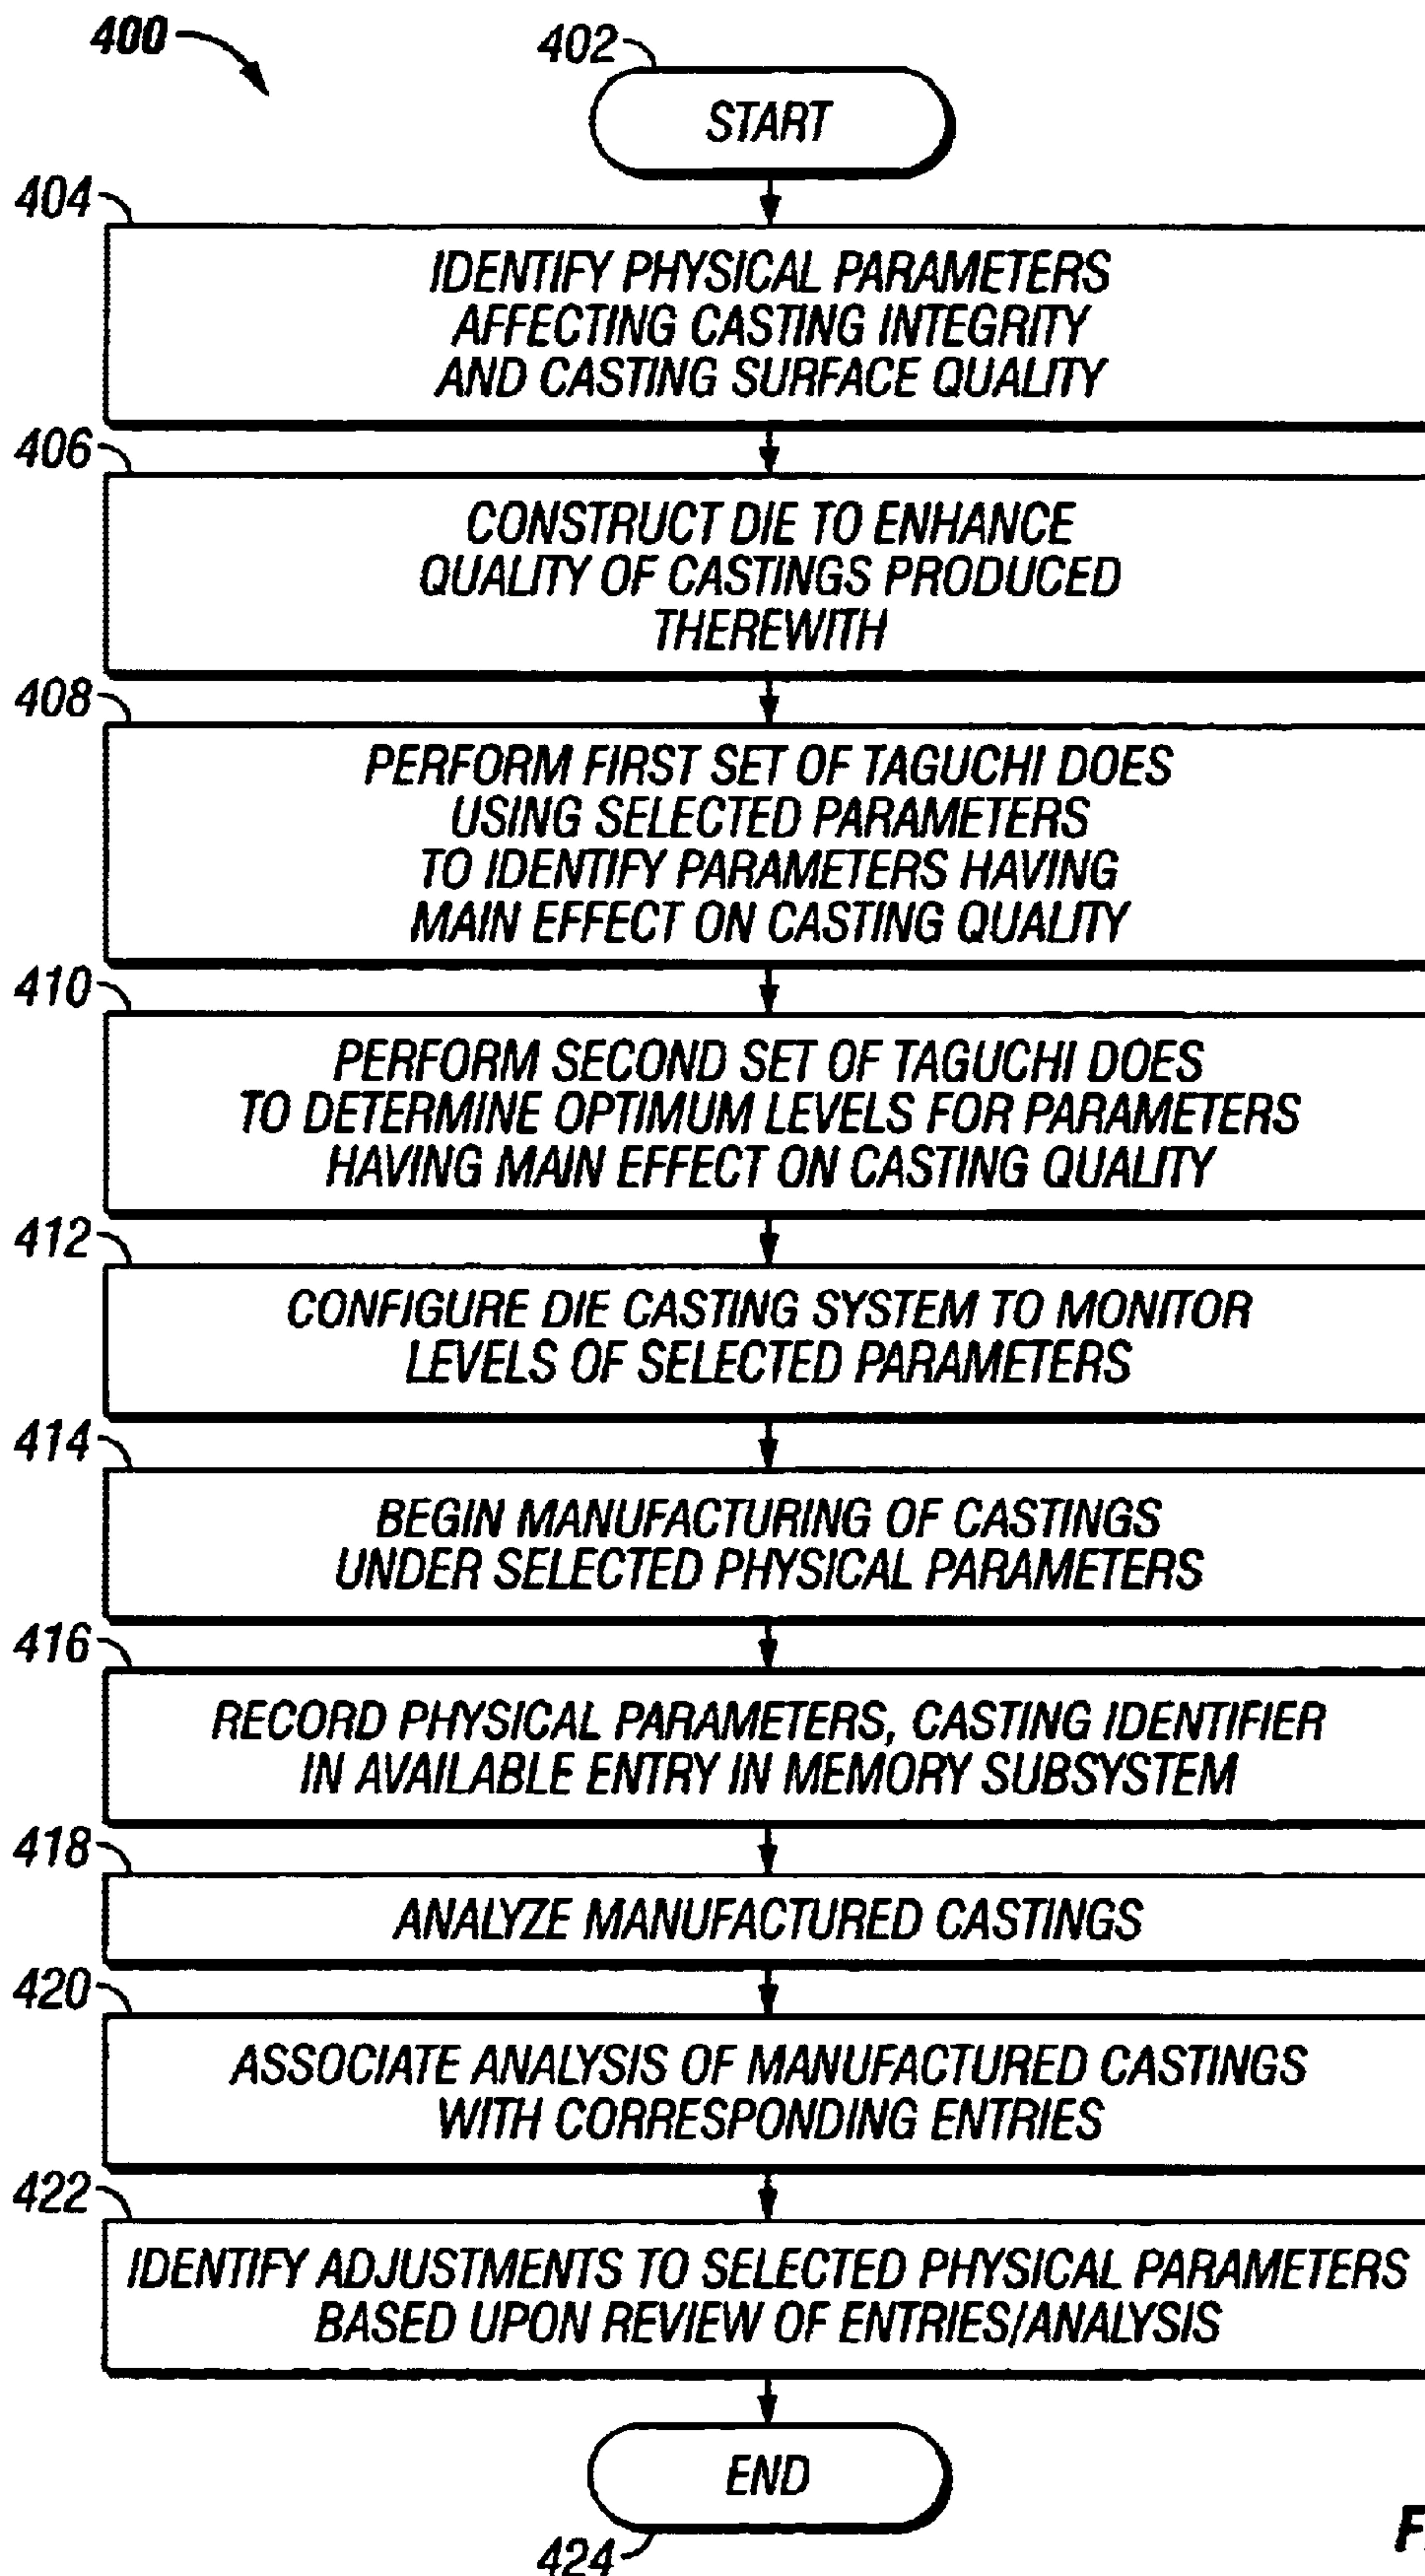 400
402
START
404
IDENTIFY PHYSICAL PARAMETERS
AFFECTING CASTING INTEGRITY
AND CASTING SURFACE QUALITY
406
CONSTRUCT DIE TO ENHANCE
QUALITY OF CASTINGS PRODUCED
THEREWITH
408
PERFORM FIRST SET OF TAGUCHI DOES
USING SELECTED PARAMETERS
TO IDENTIFY PARAMETERS HAVING
MAIN EFFECT ON CASTING QUALITY
410
PERFORM SECOND SET OF TAGUCHI DOES
TO DETERMINE OPTIMUM LEVELS FOR PARAMETERS
HAVING MAIN EFFECT ON CASTING QUALITY
412
CONFIGURE DIE CASTING SYSTEM TO MONITOR
LEVELS OF SELECTED PARAMETERS
414
BEGIN MANUFACTURING OF CASTINGS
UNDER SELECTED PHYSICAL PARAMETERS
416
RECORD PHYSICAL PARAMETERS, CASTING IDENTIFIER
IN AVAILABLE ENTRY IN MEMORY SUBSYSTEM
418
ANALYZE MANUFACTURED CASTINGS
420
ASSOCIATE ANALYSIS OF MANUFACTURED CASTINGS
WITH CORRESPONDING ENTRIES
422
IDENTIFY ADJUSTMENTS TO SELECTED PHYSICAL PARAMETERS
BASED UPON REVIEW OF ENTRIES/ANALYSIS
END
424